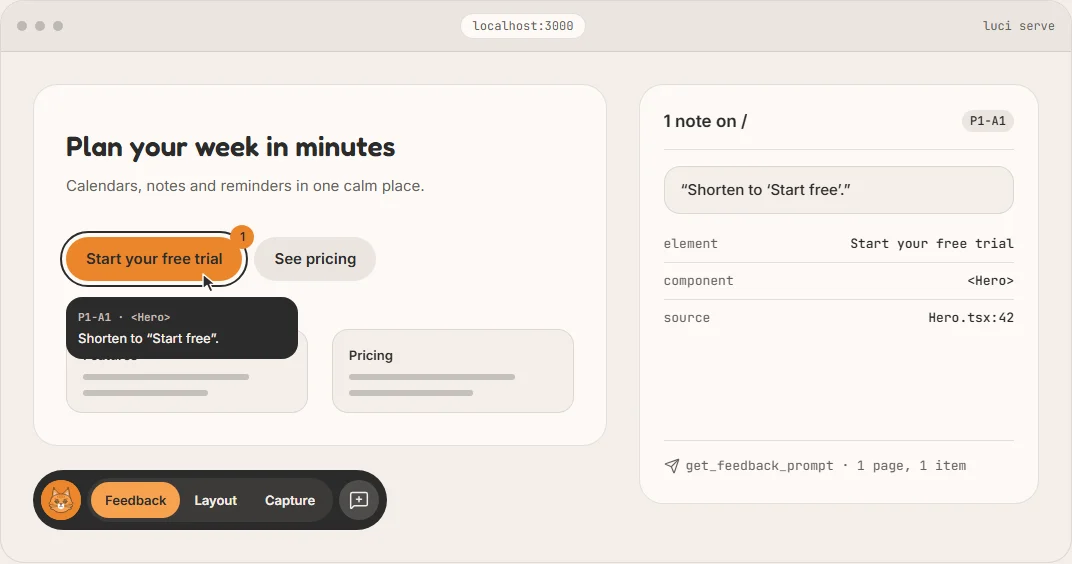 localhost:3000
luci serve
Plan your week in minutes
Calendars, notes and reminders in one calm place.
Start your free trial
1
See pricing
P1-A1 · <Hero>
Shorten to “Start free”.
Pricing
Feedback
Layout
Capture
1 note on /
P1-A1
“Shorten to ‘Start free’.”
element
Start your free trial
component
<Hero>
source
Hero.tsx:42
get_feedback_prompt · 1 page, 1 item